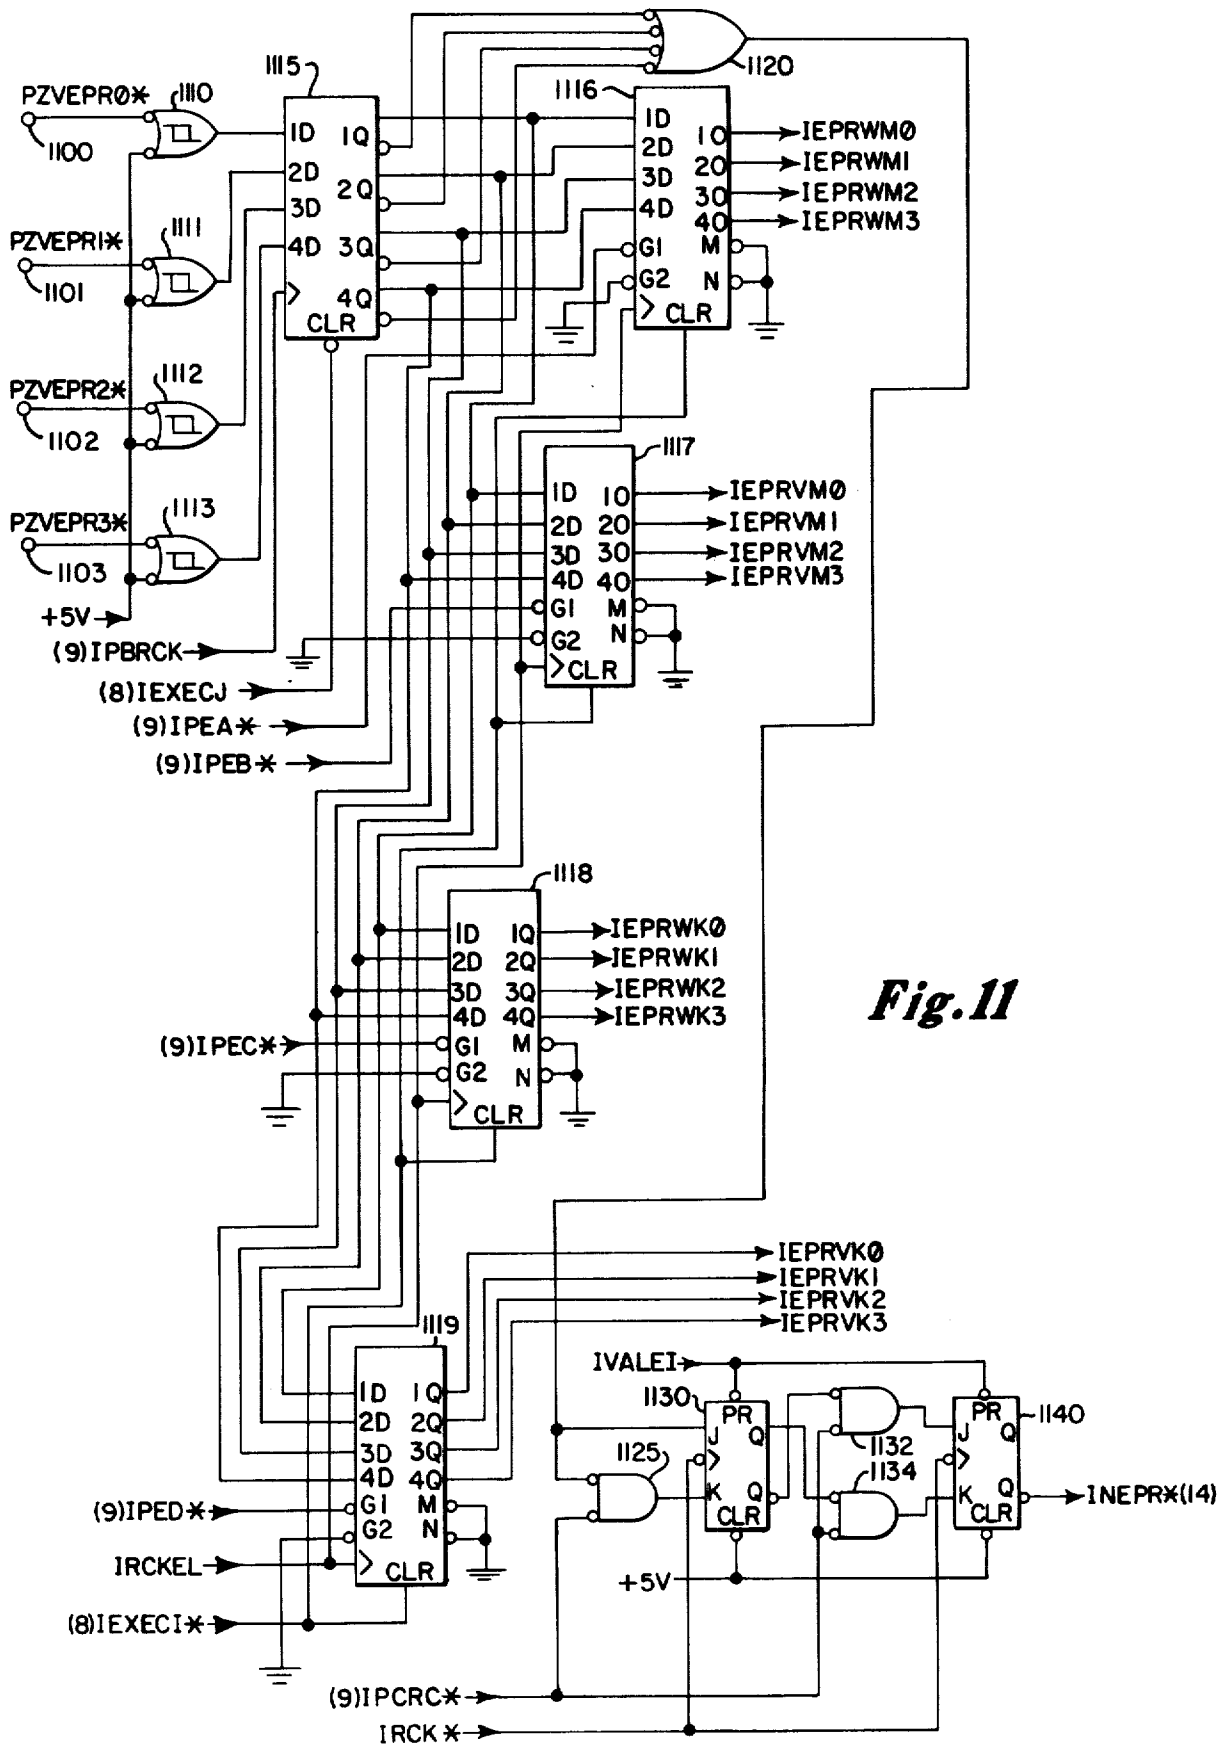 1115
1120
PZVEPR0*
1110
1116
1100
1D
1Q
2D
2Q
3D
3Q
4D
4Q
>
CLR
1D
2D
3D
4D
G1
G2
>
CLR
1O
2O
3O
4O
M
N
IEPRWM0
IEPRWM1
IEPRWM2
IEPRWM3
PZVEPR1*
1111
1101
PZVEPR2*
1112
1102
PZVEPR3*
1113
1103
+5V
(9)IPBRCK
(8)IEXECJ
(9)IPEA*
(9)IPEB*
1117
1D
2D
3D
4D
G1
G2
>
CLR
1O
2O
3O
4O
M
N
IEPRVM0
IEPRVM1
IEPRVM2
IEPRVM3
1118
1D
2D
3D
4D
G1
G2
>
CLR
1Q
2Q
3Q
4Q
M
N
IEPRWK0
IEPRWK1
IEPRWK2
IEPRWK3
(9)IPEC*
Fig.11
1119
1D
2D
3D
4D
G1
G2
>
CLR
1Q
2Q
3Q
4Q
M
N
IEPRVK0
IEPRVK1
IEPRVK2
IEPRVK3
(9)IPED*
IRCKEL
(8)IEXECI*
IVALEI
1130
PR
J
Q
>
K
Q
CLR
1125
1132
1134
PR
1140
J
Q
>
K
Q
CLR
INEPR*(14)
+5V
(9)IPCRC*
IRCK*